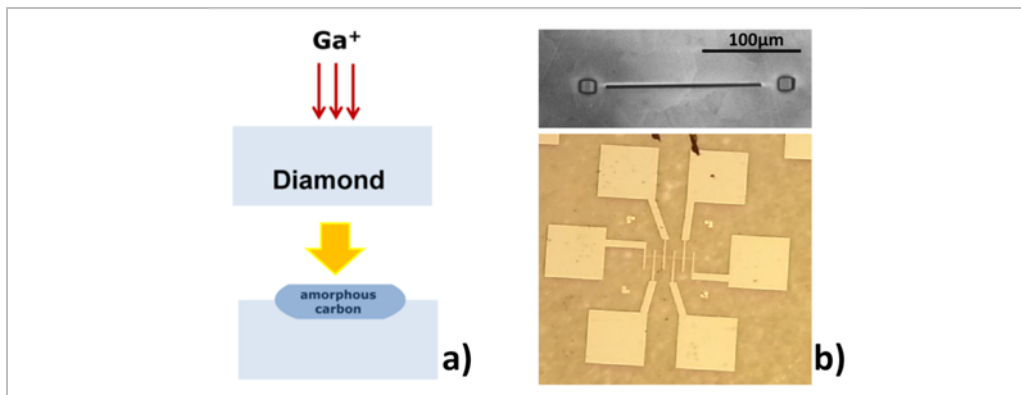 Ga+
Diamond
amorphous
carbon
a)
100μm
b)